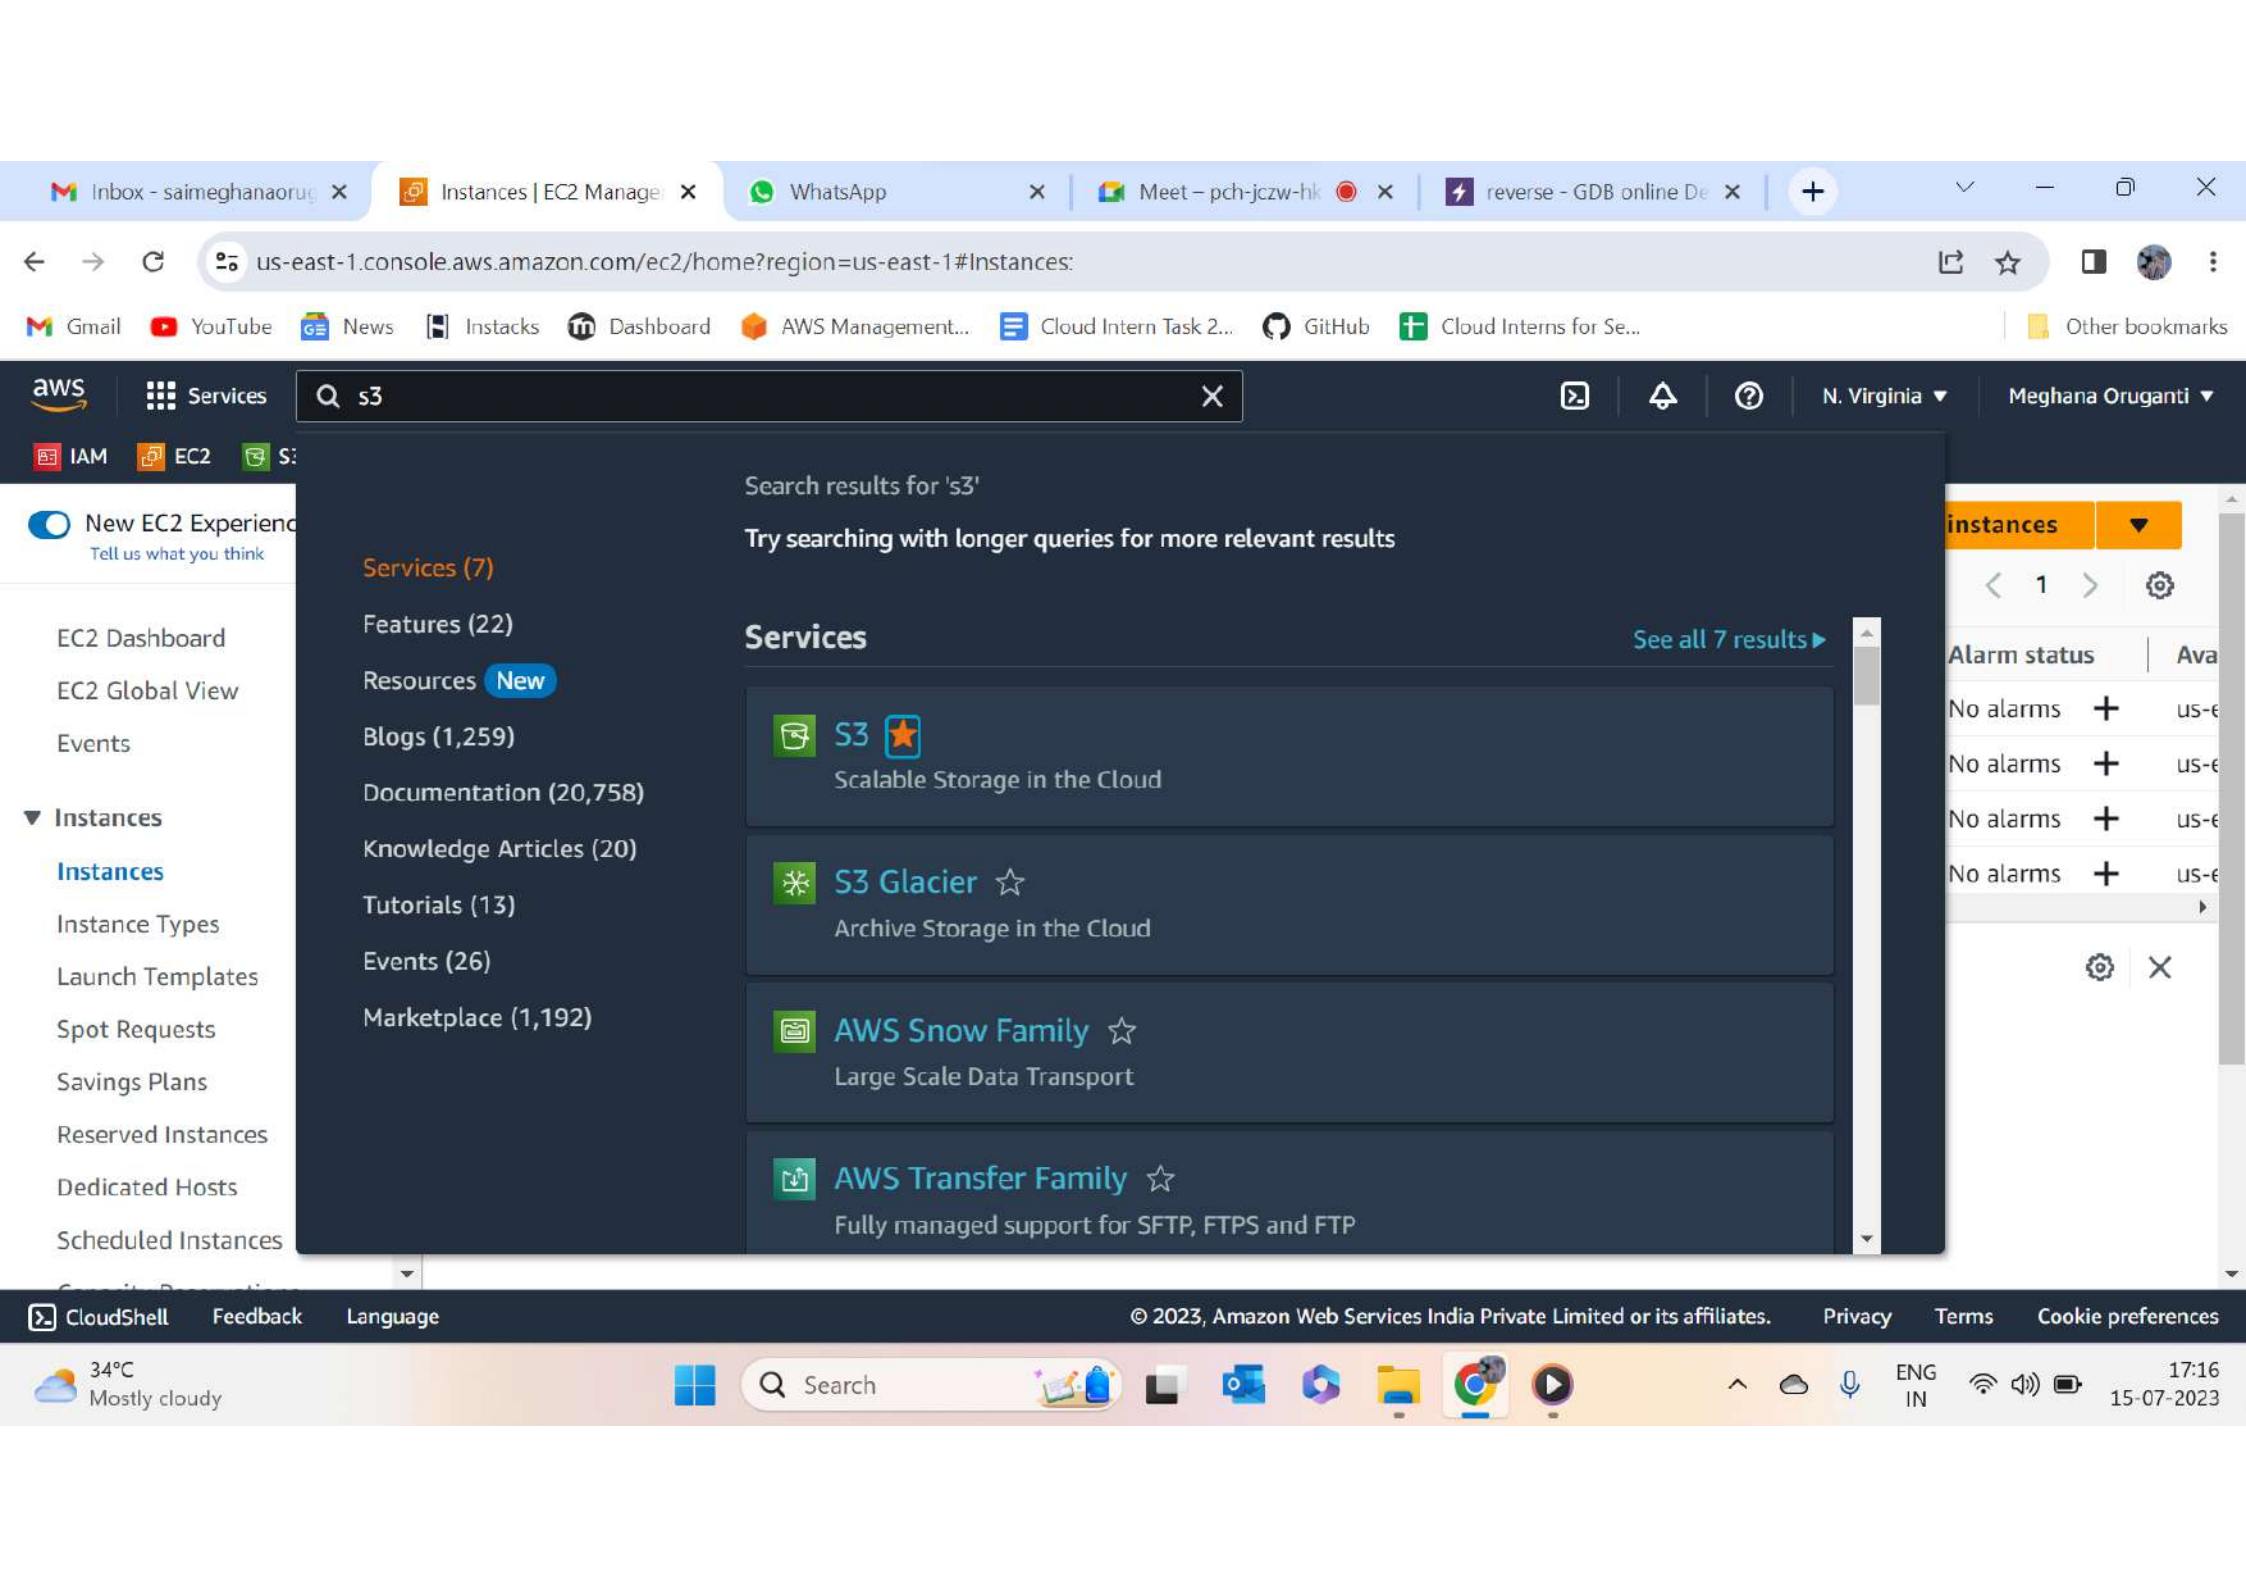 Inbox - saimeghanaorug
Instances | EC2 Manage
WhatsApp
Meet – pch-jczw-hk
reverse - GDB online De
us-east-1.console.aws.amazon.com/ec2/home?region=us-east-1#Instances:
Gmail
YouTube
News
Instacks
Dashboard
AWS Management...
Cloud Intern Task 2...
GitHub
Cloud Interns for Se...
Other bookmarks
aws
Services
s3
N. Virginia
Meghana Oruganti
IAM
EC2
S3
New EC2 Experienc
Tell us what you think
EC2 Dashboard
EC2 Global View
Events
Instances
Instances
Instance Types
Launch Templates
Spot Requests
Savings Plans
Reserved Instances
Dedicated Hosts
Scheduled Instances
Services (7)
Features (22)
Resources New
Blogs (1,259)
Documentation (20,758)
Knowledge Articles (20)
Tutorials (13)
Events (26)
Marketplace (1,192)
Search results for 's3'
Try searching with longer queries for more relevant results
Services
See all 7 results
S3
Scalable Storage in the Cloud
S3 Glacier
Archive Storage in the Cloud
AWS Snow Family
Large Scale Data Transport
AWS Transfer Family
Fully managed support for SFTP, FTPS and FTP
instances
1
Alarm status
Ava
No alarms
us-e
No alarms
us-e
No alarms
us-e
No alarms
us-e
CloudShell
Feedback
Language
© 2023, Amazon Web Services India Private Limited or its affiliates.
Privacy
Terms
Cookie preferences
34°C
Mostly cloudy
Search
ENG
IN
17:16
15-07-2023